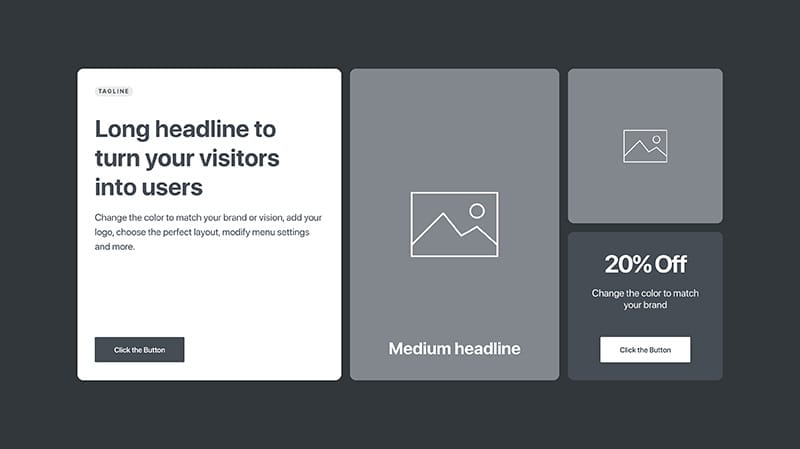 TAGLINE
Long headline to
turn your visitors
into users
Change the color to match your brand or vision, add your
logo, choose the perfect layout, modify menu settings
and more.
Click the Button
Medium headline
20% Off
Change the color to match
your brand
Click the Button